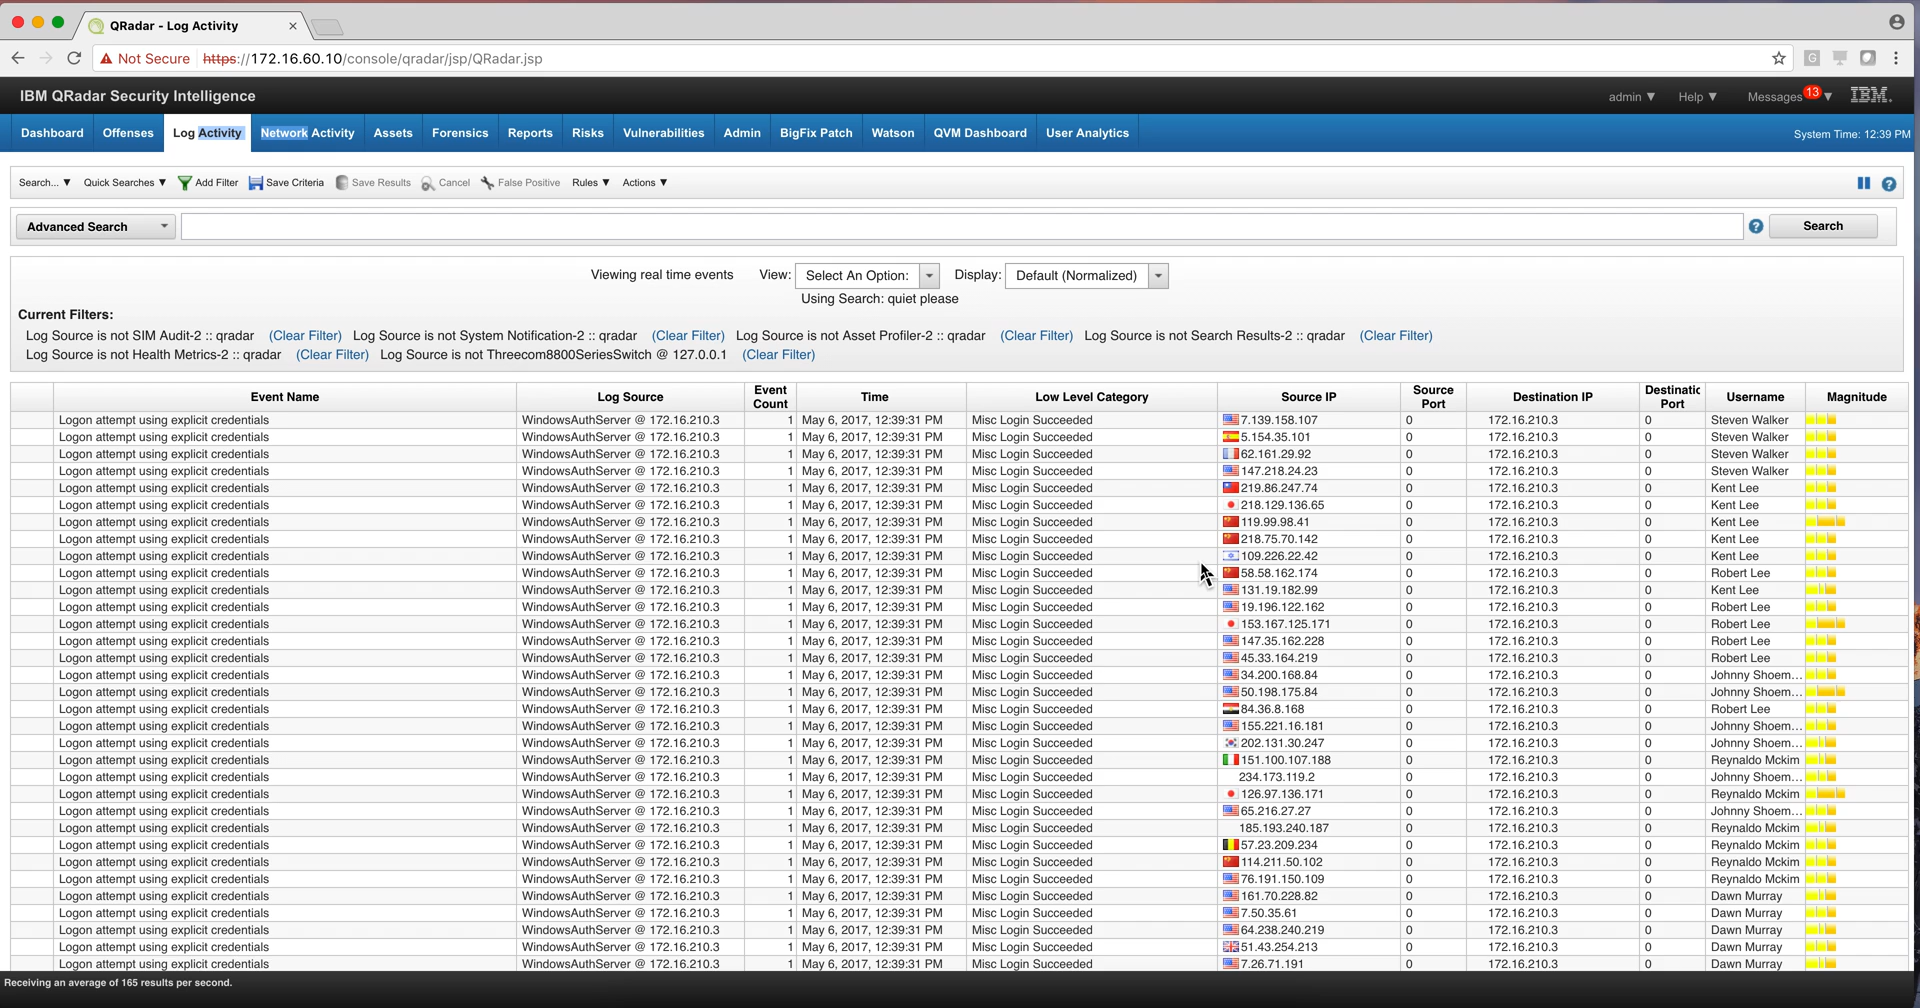 QRadar - Log Activity
Not Secure https://172.16.60.10/console/qradar/jsp/QRadar.jsp
IBM QRadar Security Intelligence admin Help Messages 13 IBM
Dashboard Offenses Log Activity Network Activity Assets Forensics Reports Risks Vulnerabilities Admin BigFix Patch Watson QVM Dashboard User Analytics System Time: 12:39 PM
Search... Quick Searches Add Filter Save Criteria Save Results Cancel False Positive Rules Actions
Advanced Search Search
Viewing real time events View: Select An Option: Display: Default (Normalized)
Using Search: quiet please
Current Filters:
Log Source is not SIM Audit-2 :: qradar (Clear Filter) Log Source is not System Notification-2 :: qradar (Clear Filter) Log Source is not Asset Profiler-2 :: qradar (Clear Filter) Log Source is not Search Results-2 :: qradar (Clear Filter)
Log Source is not Health Metrics-2 :: qradar (Clear Filter) Log Source is not Threecom8800SeriesSwitch @ 127.0.0.1 (Clear Filter)
Event Name Log Source Event Count Time Low Level Category Source IP Source Port Destination IP Destinatic Port Username Magnitude
Logon attempt using explicit credentials WindowsAuthServer @ 172.16.210.3 1 May 6, 2017, 12:39:31 PM Misc Login Succeeded 7.139.158.107 0 172.16.210.3 0 Steven Walker
Logon attempt using explicit credentials WindowsAuthServer @ 172.16.210.3 1 May 6, 2017, 12:39:31 PM Misc Login Succeeded 5.154.35.101 0 172.16.210.3 0 Steven Walker
Logon attempt using explicit credentials WindowsAuthServer @ 172.16.210.3 1 May 6, 2017, 12:39:31 PM Misc Login Succeeded 62.161.29.92 0 172.16.210.3 0 Steven Walker
Logon attempt using explicit credentials WindowsAuthServer @ 172.16.210.3 1 May 6, 2017, 12:39:31 PM Misc Login Succeeded 147.218.24.23 0 172.16.210.3 0 Steven Walker
Logon attempt using explicit credentials WindowsAuthServer @ 172.16.210.3 1 May 6, 2017, 12:39:31 PM Misc Login Succeeded 219.86.247.74 0 172.16.210.3 0 Kent Lee
Logon attempt using explicit credentials WindowsAuthServer @ 172.16.210.3 1 May 6, 2017, 12:39:31 PM Misc Login Succeeded 218.129.136.65 0 172.16.210.3 0 Kent Lee
Logon attempt using explicit credentials WindowsAuthServer @ 172.16.210.3 1 May 6, 2017, 12:39:31 PM Misc Login Succeeded 119.99.98.41 0 172.16.210.3 0 Kent Lee
Logon attempt using explicit credentials WindowsAuthServer @ 172.16.210.3 1 May 6, 2017, 12:39:31 PM Misc Login Succeeded 218.75.70.142 0 172.16.210.3 0 Kent Lee
Logon attempt using explicit credentials WindowsAuthServer @ 172.16.210.3 1 May 6, 2017, 12:39:31 PM Misc Login Succeeded 109.226.22.42 0 172.16.210.3 0 Kent Lee
Logon attempt using explicit credentials WindowsAuthServer @ 172.16.210.3 1 May 6, 2017, 12:39:31 PM Misc Login Succeeded 58.58.162.174 0 172.16.210.3 0 Robert Lee
Logon attempt using explicit credentials WindowsAuthServer @ 172.16.210.3 1 May 6, 2017, 12:39:31 PM Misc Login Succeeded 131.19.182.99 0 172.16.210.3 0 Kent Lee
Logon attempt using explicit credentials WindowsAuthServer @ 172.16.210.3 1 May 6, 2017, 12:39:31 PM Misc Login Succeeded 19.196.122.162 0 172.16.210.3 0 Robert Lee
Logon attempt using explicit credentials WindowsAuthServer @ 172.16.210.3 1 May 6, 2017, 12:39:31 PM Misc Login Succeeded 153.167.125.171 0 172.16.210.3 0 Robert Lee
Logon attempt using explicit credentials WindowsAuthServer @ 172.16.210.3 1 May 6, 2017, 12:39:31 PM Misc Login Succeeded 147.35.162.228 0 172.16.210.3 0 Robert Lee
Logon attempt using explicit credentials WindowsAuthServer @ 172.16.210.3 1 May 6, 2017, 12:39:31 PM Misc Login Succeeded 45.33.164.219 0 172.16.210.3 0 Robert Lee
Logon attempt using explicit credentials WindowsAuthServer @ 172.16.210.3 1 May 6, 2017, 12:39:31 PM Misc Login Succeeded 34.200.168.84 0 172.16.210.3 0 Johnny Shoem...
Logon attempt using explicit credentials WindowsAuthServer @ 172.16.210.3 1 May 6, 2017, 12:39:31 PM Misc Login Succeeded 50.198.175.84 0 172.16.210.3 0 Johnny Shoem...
Logon attempt using explicit credentials WindowsAuthServer @ 172.16.210.3 1 May 6, 2017, 12:39:31 PM Misc Login Succeeded 84.36.8.168 0 172.16.210.3 0 Robert Lee
Logon attempt using explicit credentials WindowsAuthServer @ 172.16.210.3 1 May 6, 2017, 12:39:31 PM Misc Login Succeeded 155.221.16.181 0 172.16.210.3 0 Johnny Shoem...
Logon attempt using explicit credentials WindowsAuthServer @ 172.16.210.3 1 May 6, 2017, 12:39:31 PM Misc Login Succeeded 202.131.30.247 0 172.16.210.3 0 Johnny Shoem...
Logon attempt using explicit credentials WindowsAuthServer @ 172.16.210.3 1 May 6, 2017, 12:39:31 PM Misc Login Succeeded 151.100.107.188 0 172.16.210.3 0 Reynaldo Mckim
Logon attempt using explicit credentials WindowsAuthServer @ 172.16.210.3 1 May 6, 2017, 12:39:31 PM Misc Login Succeeded 234.173.119.2 0 172.16.210.3 0 Johnny Shoem...
Logon attempt using explicit credentials WindowsAuthServer @ 172.16.210.3 1 May 6, 2017, 12:39:31 PM Misc Login Succeeded 126.97.136.171 0 172.16.210.3 0 Reynaldo Mckim
Logon attempt using explicit credentials WindowsAuthServer @ 172.16.210.3 1 May 6, 2017, 12:39:31 PM Misc Login Succeeded 65.216.27.27 0 172.16.210.3 0 Johnny Shoem...
Logon attempt using explicit credentials WindowsAuthServer @ 172.16.210.3 1 May 6, 2017, 12:39:31 PM Misc Login Succeeded 185.193.240.187 0 172.16.210.3 0 Reynaldo Mckim
Logon attempt using explicit credentials WindowsAuthServer @ 172.16.210.3 1 May 6, 2017, 12:39:31 PM Misc Login Succeeded 57.23.209.234 0 172.16.210.3 0 Reynaldo Mckim
Logon attempt using explicit credentials WindowsAuthServer @ 172.16.210.3 1 May 6, 2017, 12:39:31 PM Misc Login Succeeded 114.211.50.102 0 172.16.210.3 0 Reynaldo Mckim
Logon attempt using explicit credentials WindowsAuthServer @ 172.16.210.3 1 May 6, 2017, 12:39:31 PM Misc Login Succeeded 76.191.150.109 0 172.16.210.3 0 Reynaldo Mckim
Logon attempt using explicit credentials WindowsAuthServer @ 172.16.210.3 1 May 6, 2017, 12:39:31 PM Misc Login Succeeded 161.70.228.82 0 172.16.210.3 0 Dawn Murray
Logon attempt using explicit credentials WindowsAuthServer @ 172.16.210.3 1 May 6, 2017, 12:39:31 PM Misc Login Succeeded 7.50.35.61 0 172.16.210.3 0 Dawn Murray
Logon attempt using explicit credentials WindowsAuthServer @ 172.16.210.3 1 May 6, 2017, 12:39:31 PM Misc Login Succeeded 64.238.240.219 0 172.16.210.3 0 Dawn Murray
Logon attempt using explicit credentials WindowsAuthServer @ 172.16.210.3 1 May 6, 2017, 12:39:31 PM Misc Login Succeeded 51.43.254.213 0 172.16.210.3 0 Dawn Murray
Logon attempt using explicit credentials WindowsAuthServer @ 172.16.210.3 1 May 6, 2017, 12:39:31 PM Misc Login Succeeded 7.26.71.191 0 172.16.210.3 0 Dawn Murray
Receiving an average of 165 results per second.